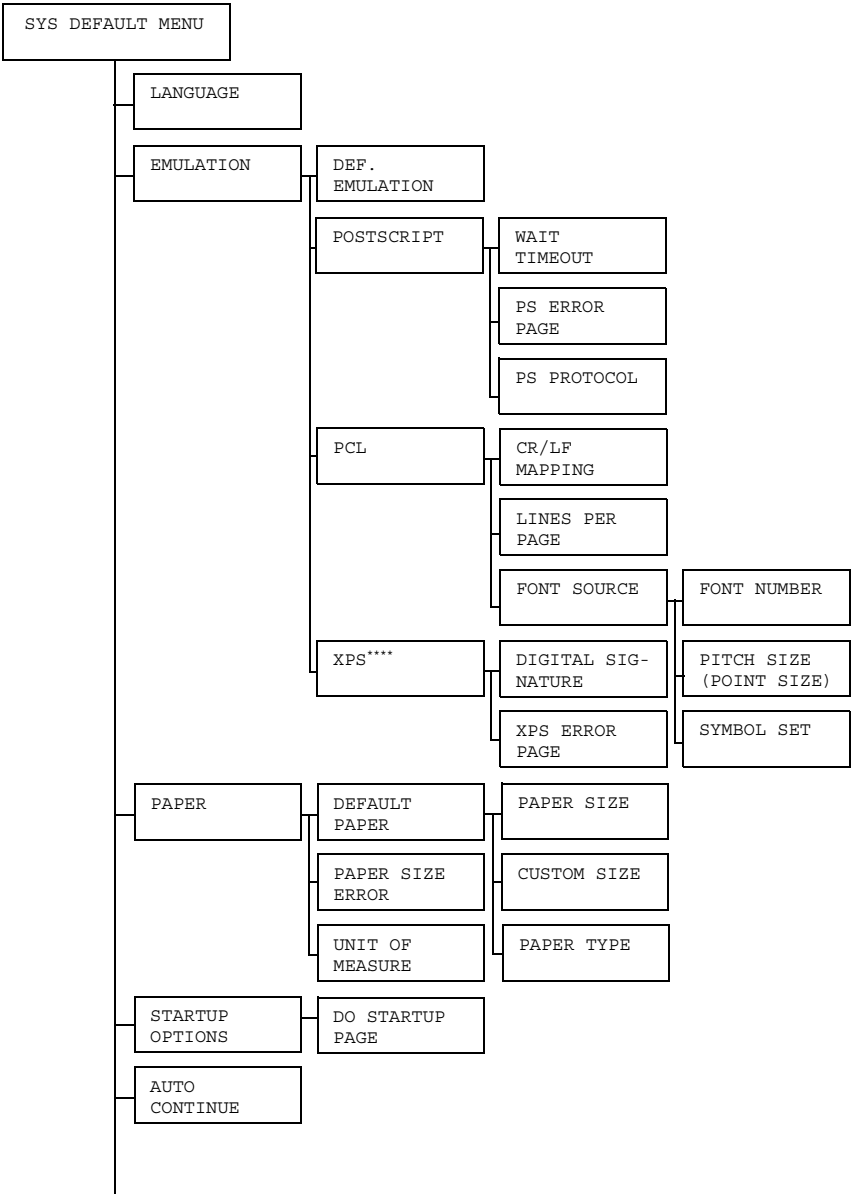 SYS DEFAULT MENU
LANGUAGE
EMULATION
DEF.
EMULATION
POSTSCRIPT
WAIT
TIMEOUT
PS ERROR
PAGE
PS PROTOCOL
PCL
CR/LF
MAPPING
LINES PER
PAGE
FONT SOURCE
FONT NUMBER
PITCH SIZE
(POINT SIZE)
SYMBOL SET
XPS****
DIGITAL SIG-
NATURE
XPS ERROR
PAGE
PAPER
DEFAULT
PAPER
PAPER SIZE
CUSTOM SIZE
PAPER TYPE
PAPER SIZE
ERROR
UNIT OF
MEASURE
STARTUP
OPTIONS
DO STARTUP
PAGE
AUTO
CONTINUE